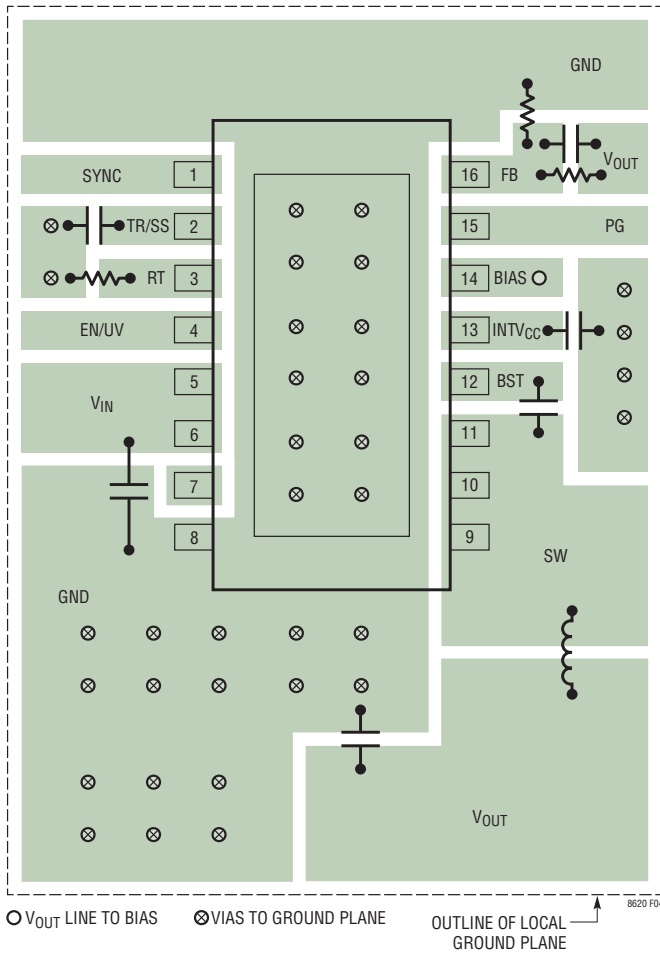 GND
SYNC 1 16 FB VOUT
TR/SS 2 15 PG
RT 3 14 BIAS
EN/UV 4 13 INTVCC
VIN 5 12 BST
6 11
7 10
8 9
SW
GND
VOUT
VOUT LINE TO BIAS VIAS TO GROUND PLANE OUTLINE OF LOCAL
GROUND PLANE
8620 F04